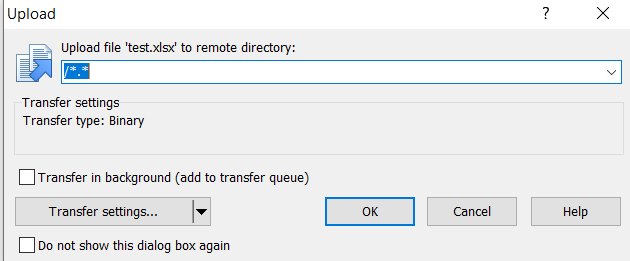 Upload
?
Upload file 'test.xlsx' to remote directory:
/*.*
Transfer settings
Transfer type: Binary
Transfer in background (add to transfer queue)
Transfer settings...
OK
Cancel
Help
Do not show this dialog box again